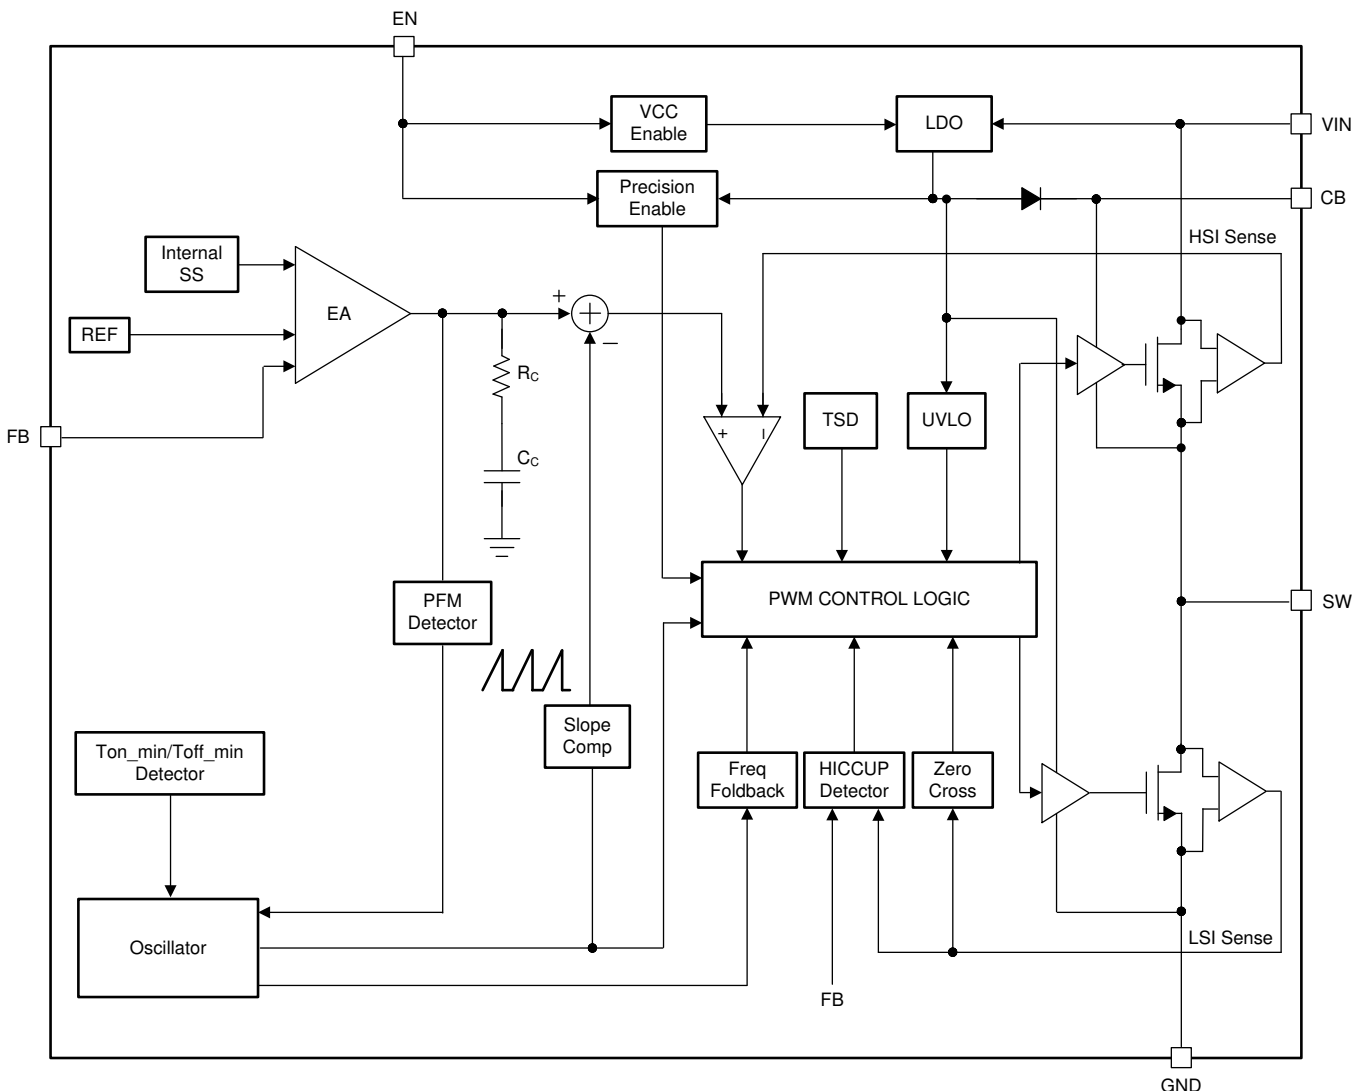 EN
VCC
Enable
LDO
VIN
Precision
Enable
CB
HSI Sense
Internal
SS
EA
+
+
−
REF
RC
FB
CC
+
−
TSD
UVLO
PWM CONTROL LOGIC
SW
PFM
Detector
Slope
Comp
Ton_min/Toff_min
Detector
Freq
Foldback
HICCUP
Detector
Zero
Cross
Oscillator
LSI Sense
FB
GND